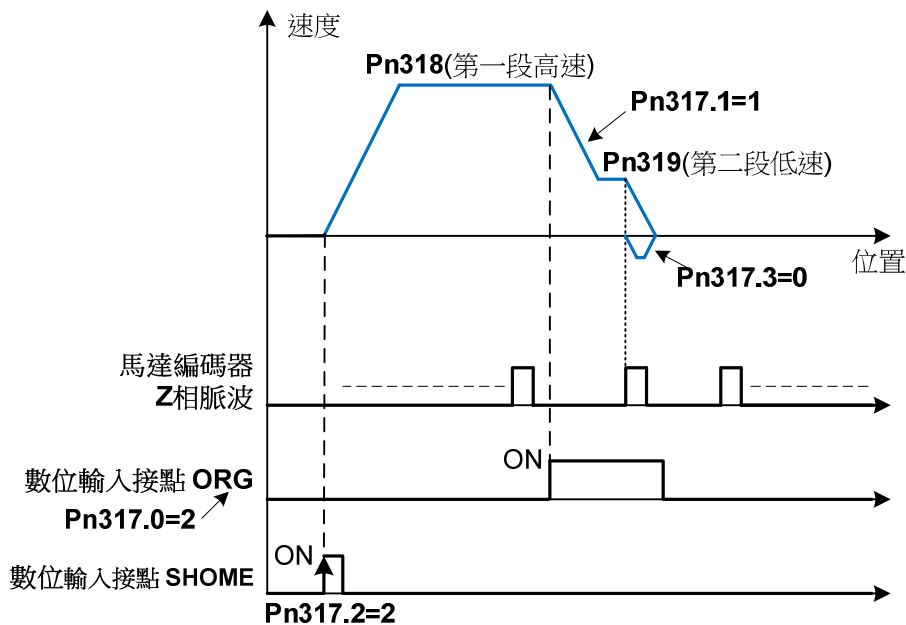 速度
Pn318(第一段高速)
Pn317.1=1
Pn319(第二段低速)
位置
Pn317.3=0
馬達編碼器
Z相脈波
ON
數位輸入接點 ORG
Pn317.0=2
ON
數位輸入接點 SHOME
Pn317.2=2